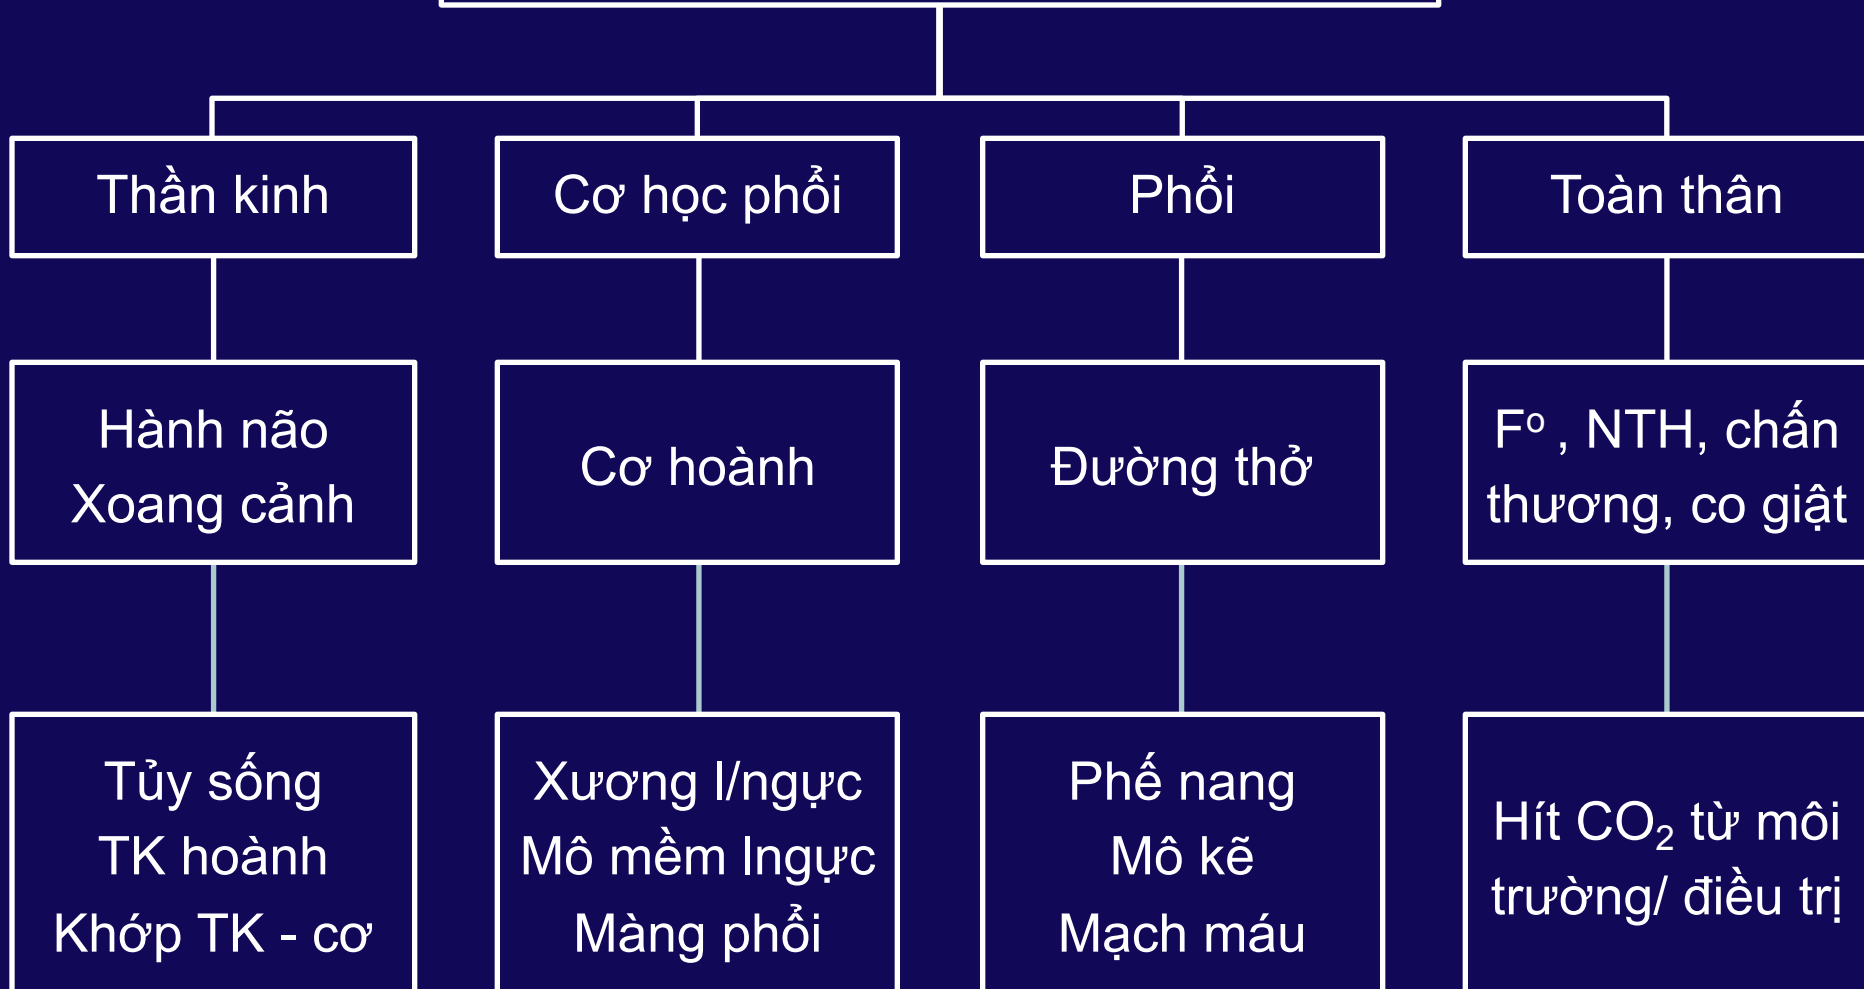 Thần kinh
Cơ học phổi
Phổi
Toàn thân
Hành não
Xoang cảnh
Cơ hoành
Đường thở
Fᵒ , NTH, chấn
thương, co giật
Tủy sống
TK hoành
Khớp TK - cơ
Xương l/ngực
Mô mềm lngực
Màng phổi
Phế nang
Mô kẽ
Mạch máu
Hít CO₂ từ môi
trường/ điều trị